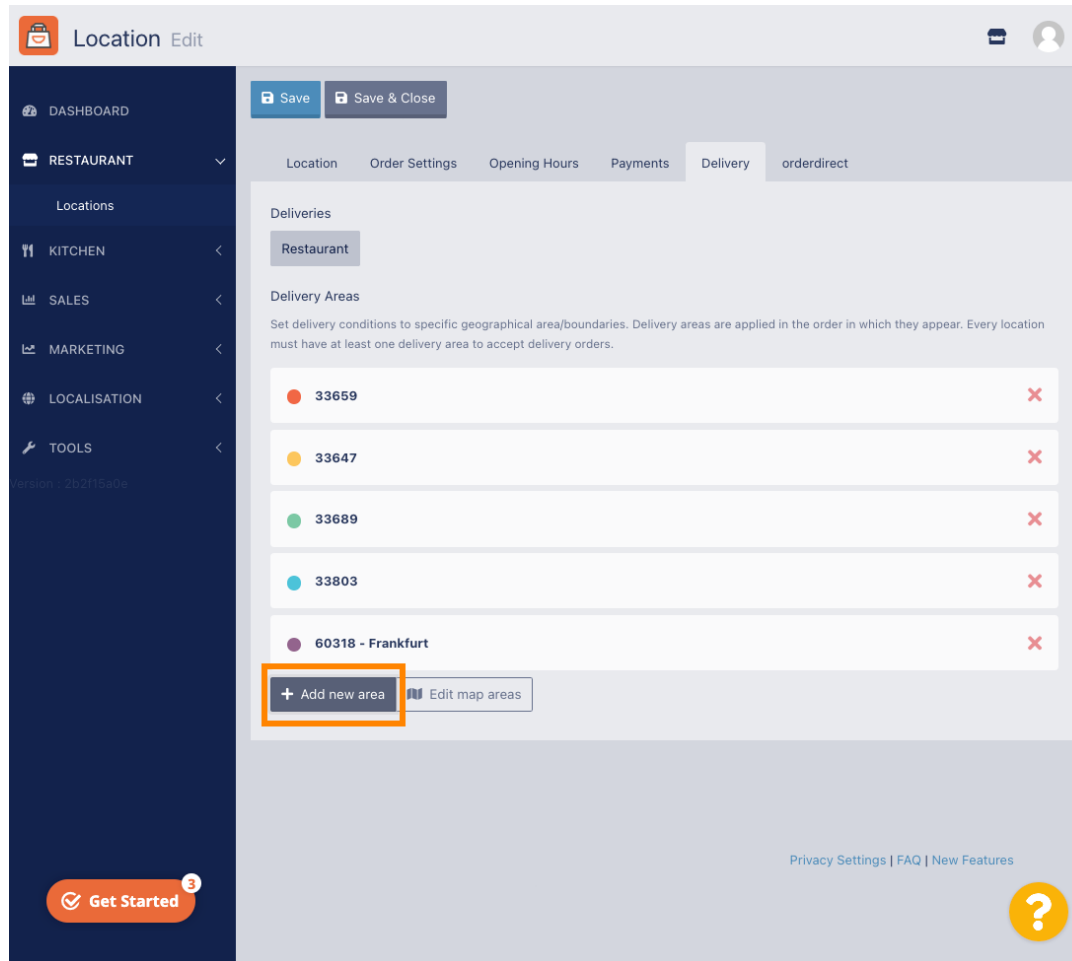 Location Edit
DASHBOARD
RESTAURANT
Locations
KITCHEN
SALES
MARKETING
LOCALISATION
TOOLS
Version : 2b2f15a0e
Save
Save & Close
Location
Order Settings
Opening Hours
Payments
Delivery
orderdirect
Deliveries
Restaurant
Delivery Areas
Set delivery conditions to specific geographical area/boundaries. Delivery areas are applied in the order in which they appear. Every location
must have at least one delivery area to accept delivery orders.
33659
33647
33689
33803
60318 - Frankfurt
+ Add new area
Edit map areas
Privacy Settings | FAQ | New Features
Get Started
3
?